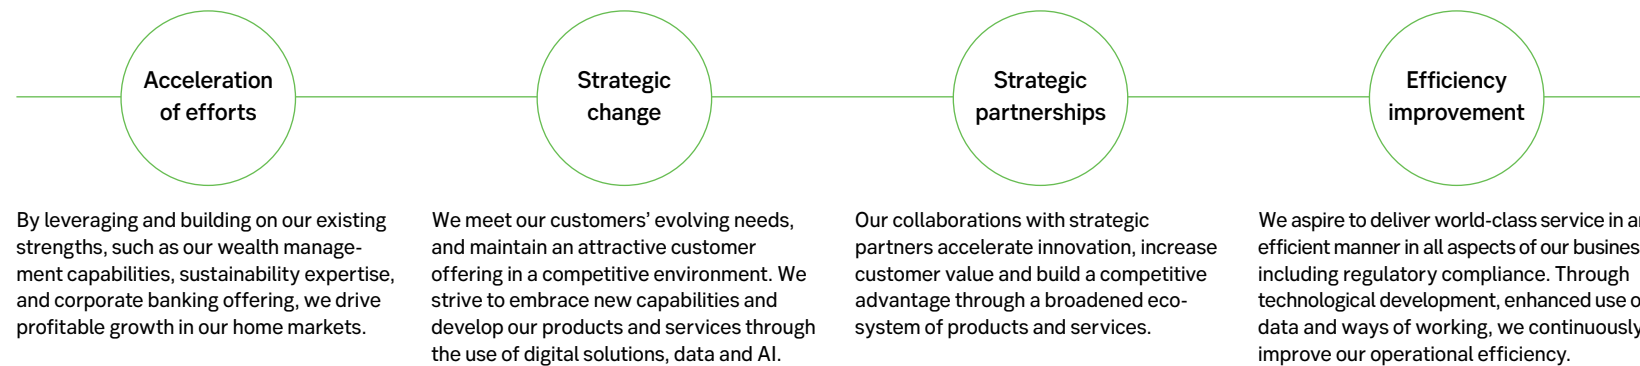 Acceleration
of efforts
By leveraging and building on our existing
strengths, such as our wealth manage-
ment capabilities, sustainability expertise,
and corporate banking offering, we drive
profitable growth in our home markets.
Strategic
change
We meet our customers’ evolving needs,
and maintain an attractive customer
offering in a competitive environment. We
strive to embrace new capabilities and
develop our products and services through
the use of digital solutions, data and AI.
Strategic
partnerships
Our collaborations with strategic
partners accelerate innovation, increase
customer value and build a competitive
advantage through a broadened eco-
system of products and services.
Efficiency
improvement
We aspire to deliver world-class service in
efficient manner in all aspects of our
including regulatory compliance. Through
technological development, enhanced use
data and ways of working, we continuously
improve our operational efficiency.